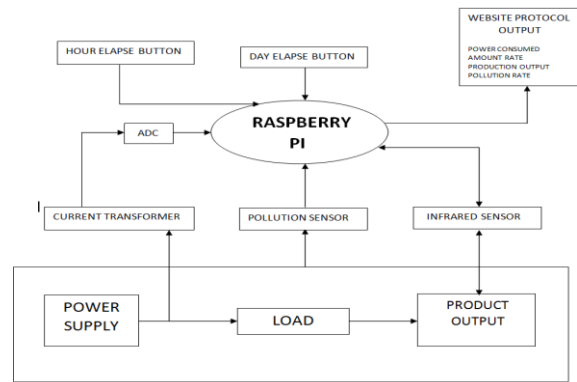 WEBSITE PROTOCOL
OUTPUT
POWER CONSUMED
AMOUNT RATE
PRODUCTION OUTPUT
POLLUTION RATE
HOUR ELAPSE BUTTON
DAY ELAPSE BUTTON
RASPBERRY
PI
ADC
CURRENT TRANSFORMER
POLLUTION SENSOR
INFRARED SENSOR
POWER
SUPPLY
LOAD
PRODUCT
OUTPUT